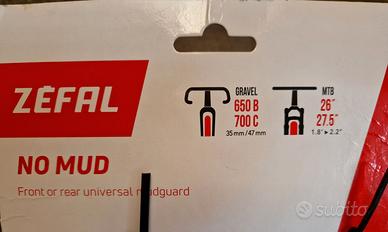 ZÉFAL
NO MUD
Front or rear universal mudguard
GRAVEL
650 B
700 C
35 mm / 47 mm
MTB
26"
27.5"
1.8" ▸ 2.2"
subito